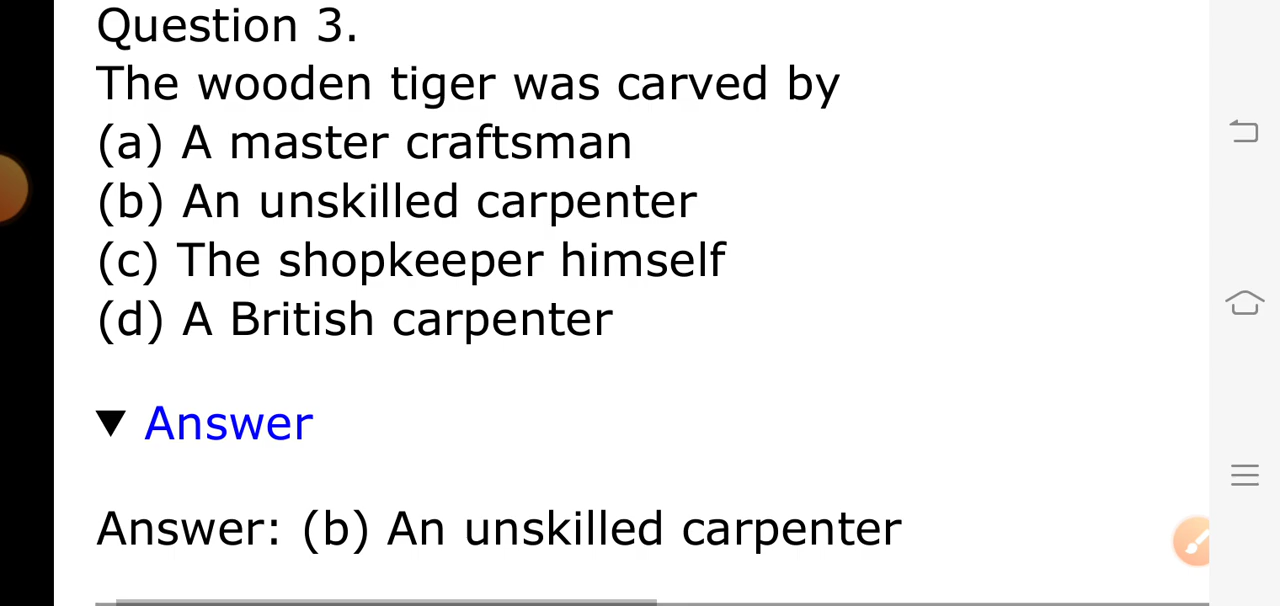 Question 3.
The wooden tiger was carved by
(a) A master craftsman
(b) An unskilled carpenter
(c) The shopkeeper himself
(d) A British carpenter
▼ Answer
Answer: (b) An unskilled carpenter